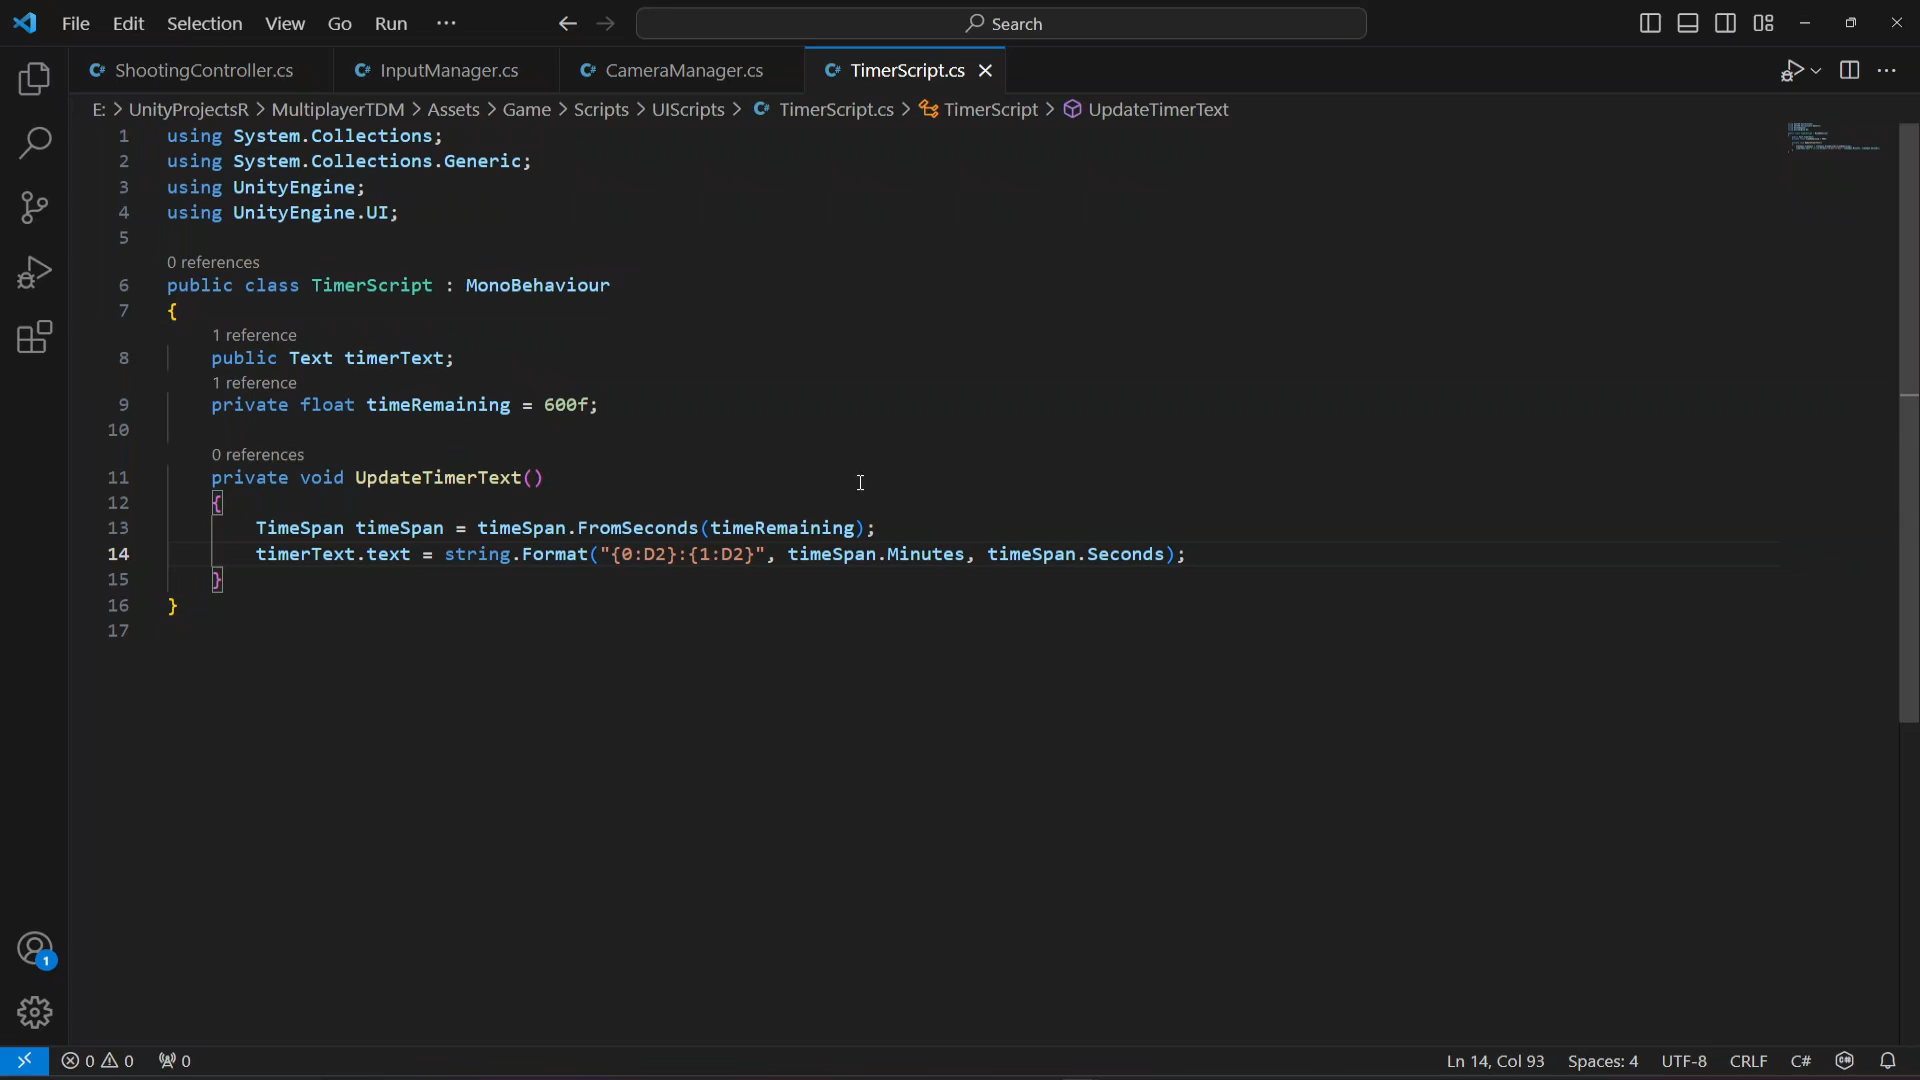 File Edit Selection View Go Run ··· Search
ShootingController.cs InputManager.cs CameraManager.cs TimerScript.cs
E: > UnityProjectsR > MultiplayerTDM > Assets > Game > Scripts > UIScripts > TimerScript.cs > TimerScript > UpdateTimerText
1 using System.Collections;
2 using System.Collections.Generic;
3 using UnityEngine;
4 using UnityEngine.UI;
5
0 references
6 public class TimerScript : MonoBehaviour
7 {
1 reference
8 public Text timerText;
1 reference
9 private float timeRemaining = 600f;
10
0 references
11 private void UpdateTimerText()
12 {
13 TimeSpan timeSpan = timeSpan.FromSeconds(timeRemaining);
14 timerText.text = string.Format("{0:D2}:{1:D2}", timeSpan.Minutes, timeSpan.Seconds);
15 }
16 }
17
1
0 0 0 Ln 14, Col 93 Spaces: 4 UTF-8 CRLF C#